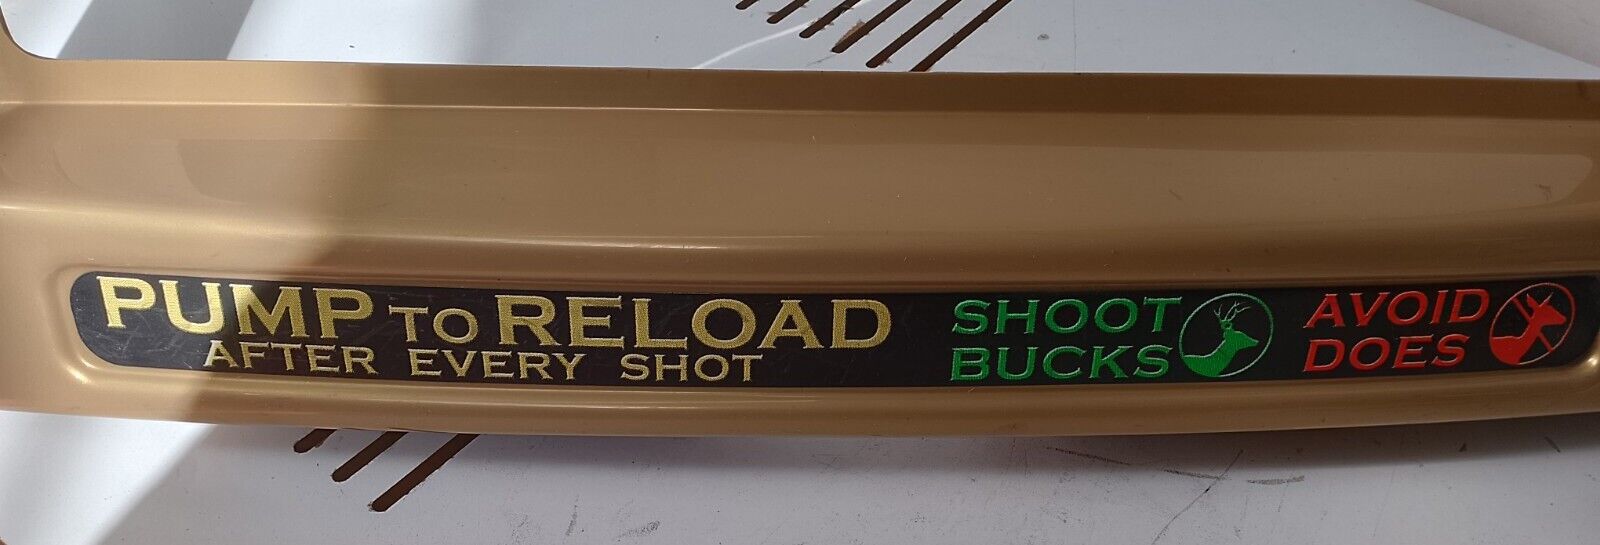 PUMP TO RELOAD
AFTER EVERY SHOT
SHOOT
BUCKS
AVOID
DOES